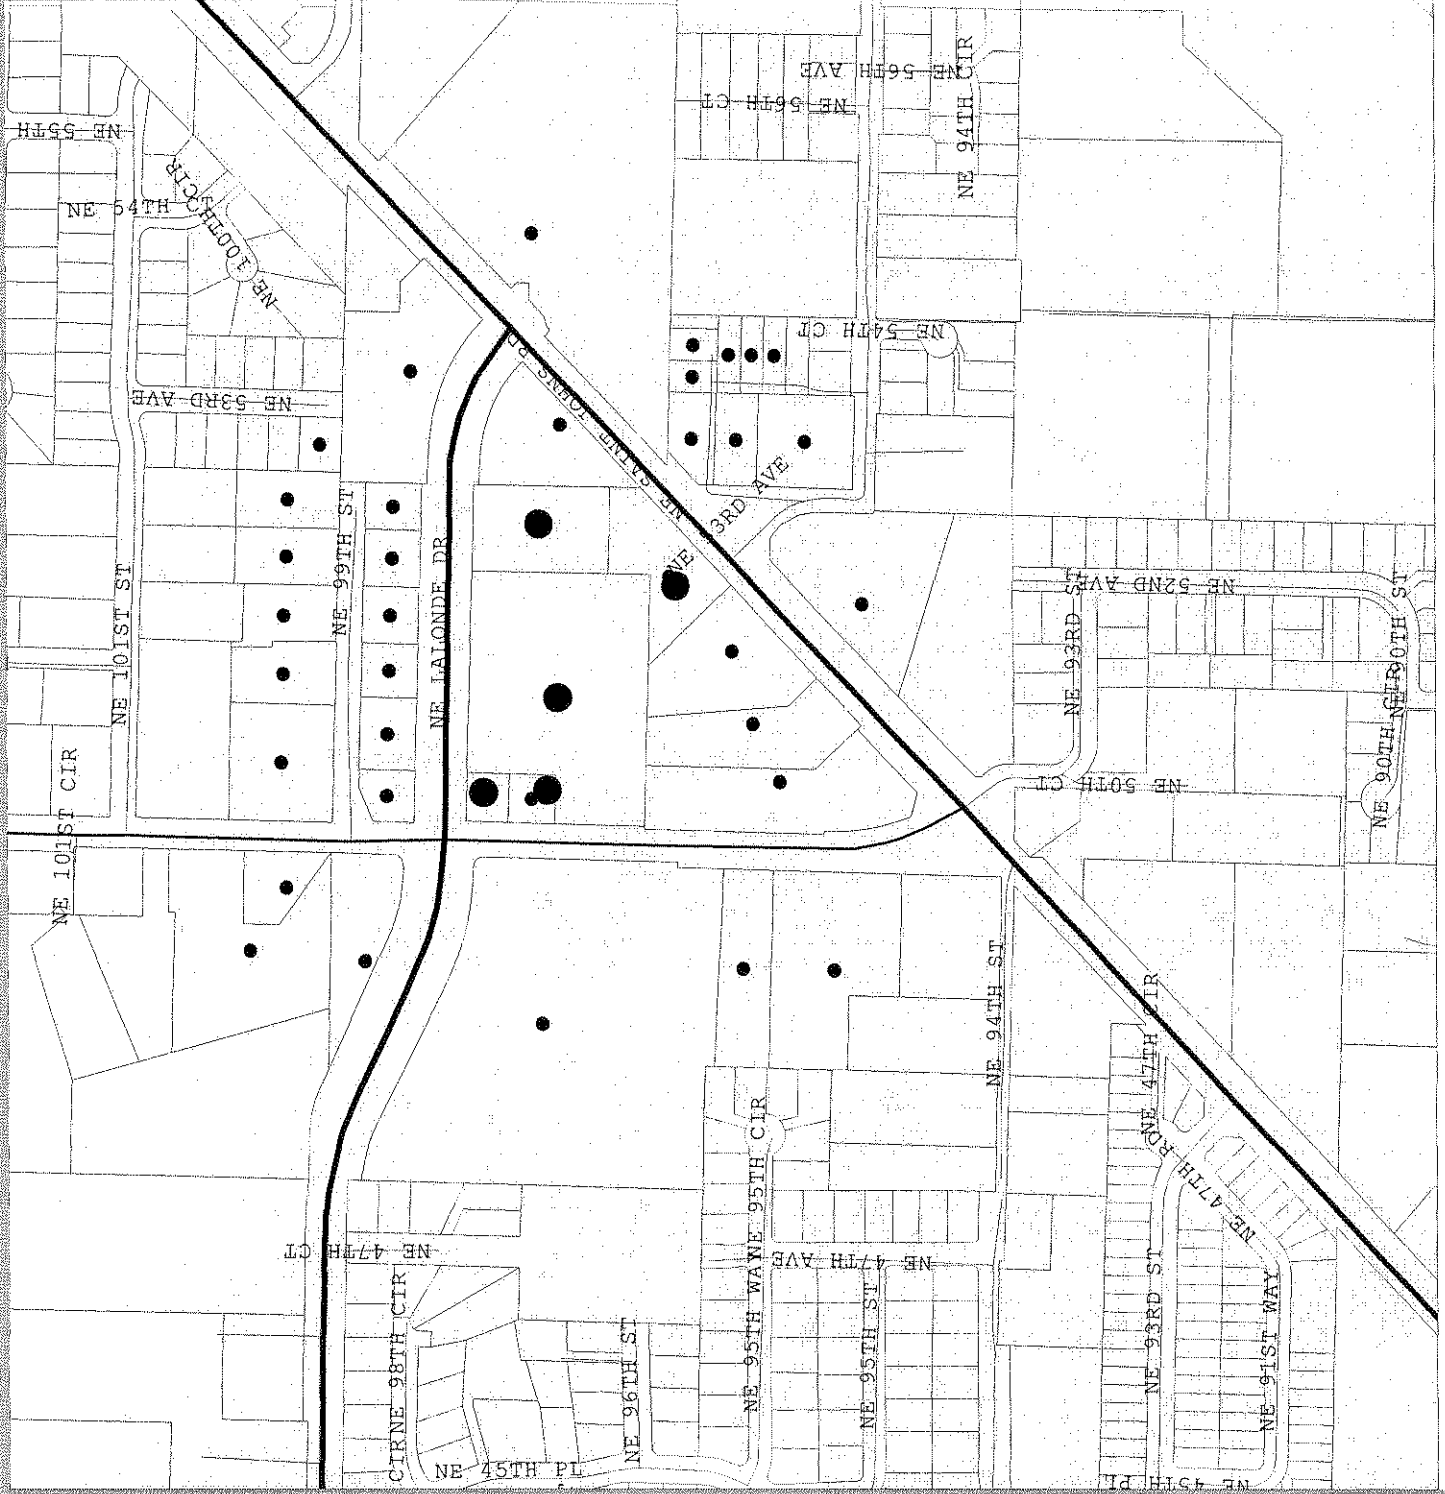 NE 56TH AVE
NE 56TH CT
NE 94TH CIR
NE 55TH
NE 54TH CT
NE 100TH CIR
NE 54TH CT
NE SAINT JOHNS RD
NE 53RD AVE
NE 53RD AVE
NE 99TH ST
NE 101ST ST
NE LALONDE DR
NE 52ND AVE
NE 93RD ST
NE 90TH ST
NE 90TH CIR
NE 50TH CT
NE 101ST CIR
NE 94TH ST
NE 47TH CIR
NE 47TH RD
NE 47TH
NE 95TH CIR
NE 47TH CT
NE 47TH AVE
NE 95TH WAY
NE 98TH CIR
CIR
NE 96TH ST
NE 95TH ST
NE 93RD ST
NE 91ST WAY
NE 45TH PL
NE 45TH PL